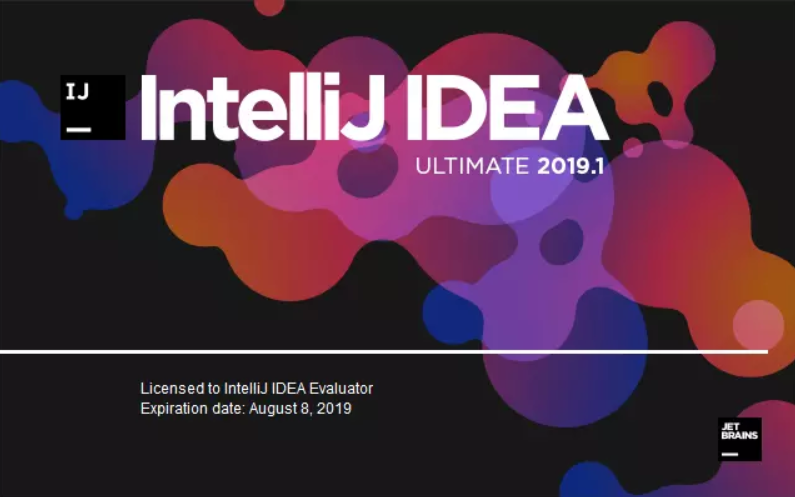 IJ
IntelliJ IDEA
ULTIMATE 2019.1
Licensed to IntelliJ IDEA Evaluator
Expiration date: August 8, 2019
JET
BRAINS